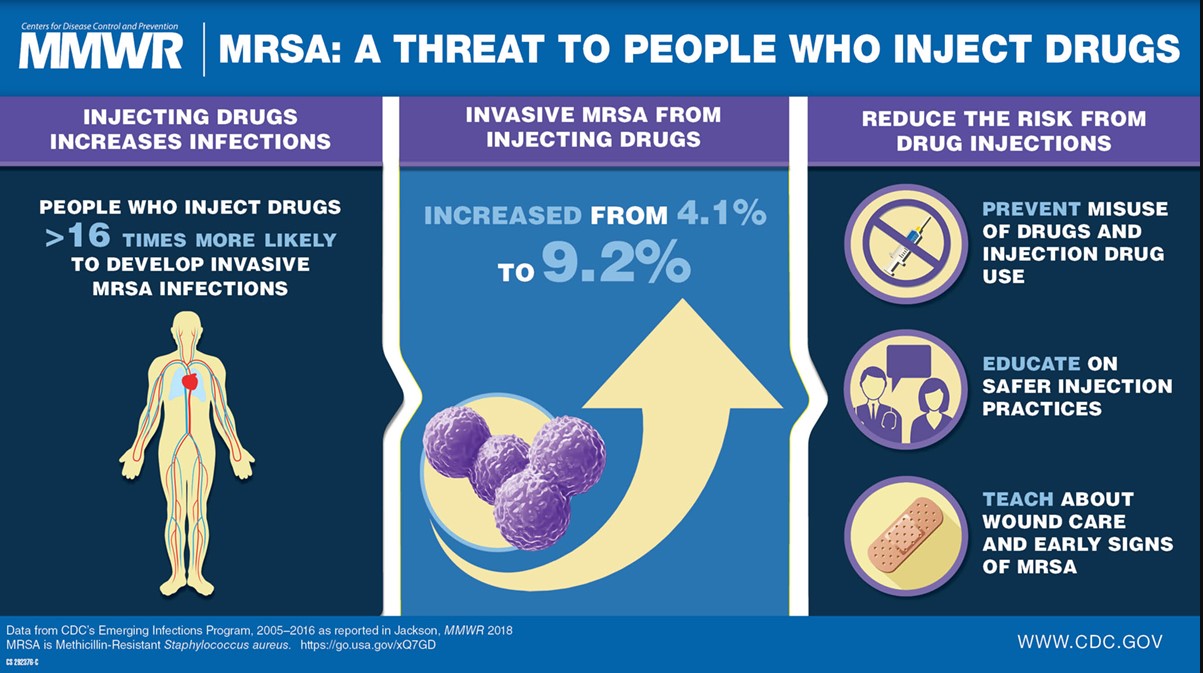 Centers for Disease Control and Prevention
MMWR
MRSA: A THREAT TO PEOPLE WHO INJECT DRUGS
INJECTING DRUGS
INCREASES INFECTIONS
PEOPLE WHO INJECT DRUGS
>16 TIMES MORE LIKELY
TO DEVELOP INVASIVE
MRSA INFECTIONS
INVASIVE MRSA FROM
INJECTING DRUGS
INCREASED FROM 4.1%
TO 9.2%
REDUCE THE RISK FROM
DRUG INJECTIONS
PREVENT MISUSE
OF DRUGS AND
INJECTION DRUG
USE
EDUCATE ON
SAFER INJECTION
PRACTICES
TEACH ABOUT
WOUND CARE
AND EARLY SIGNS
OF MRSA
Data from CDC's Emerging Infections Program, 2005–2016 as reported in Jackson, MMWR 2018
MRSA is Methicillin-Resistant Staphylococcus aureus. https://go.usa.gov/xQ7GD
CS 292376-C
WWW.CDC.GOV